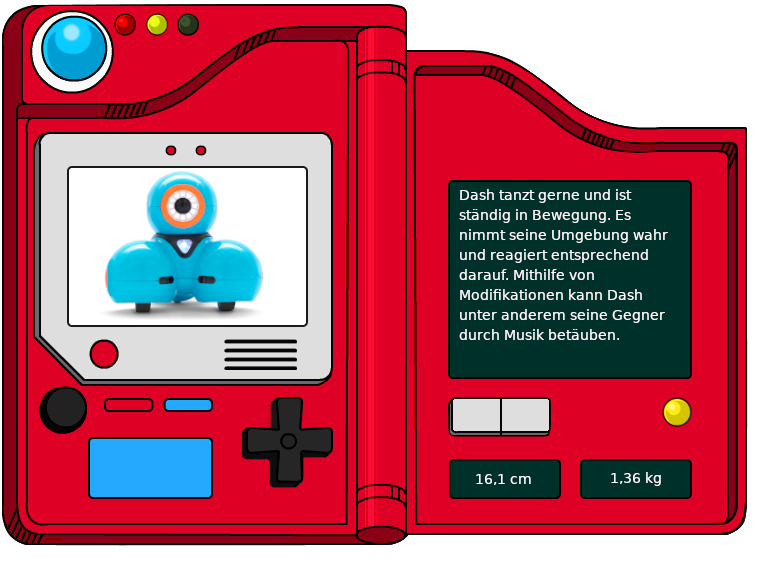 Dash tanzt gerne und ist
ständig in Bewegung. Es
nimmt seine Umgebung wahr
und reagiert entsprechend
darauf. Mithilfe von
Modifikationen kann Dash
unter anderem seine Gegner
durch Musik betäuben.
16,1 cm
1,36 kg